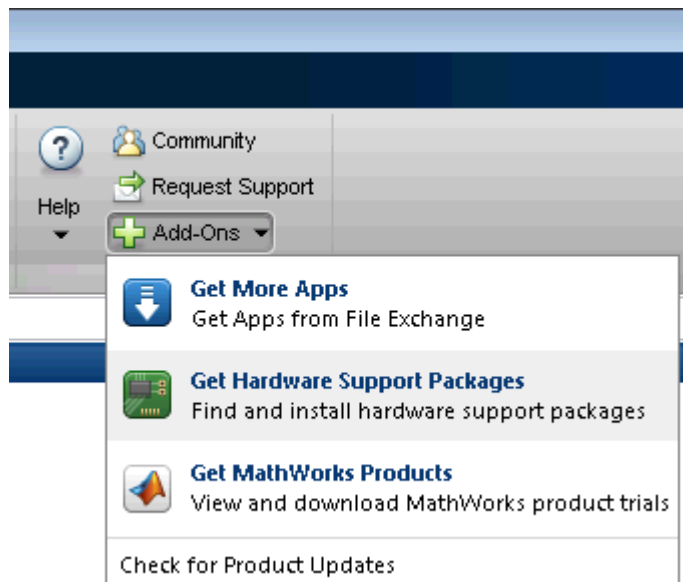 Community
Request Support
Help
Add-Ons
Get More Apps
Get Apps from File Exchange
Get Hardware Support Packages
Find and install hardware support packages
Get MathWorks Products
View and download MathWorks product trials
Check for Product Updates